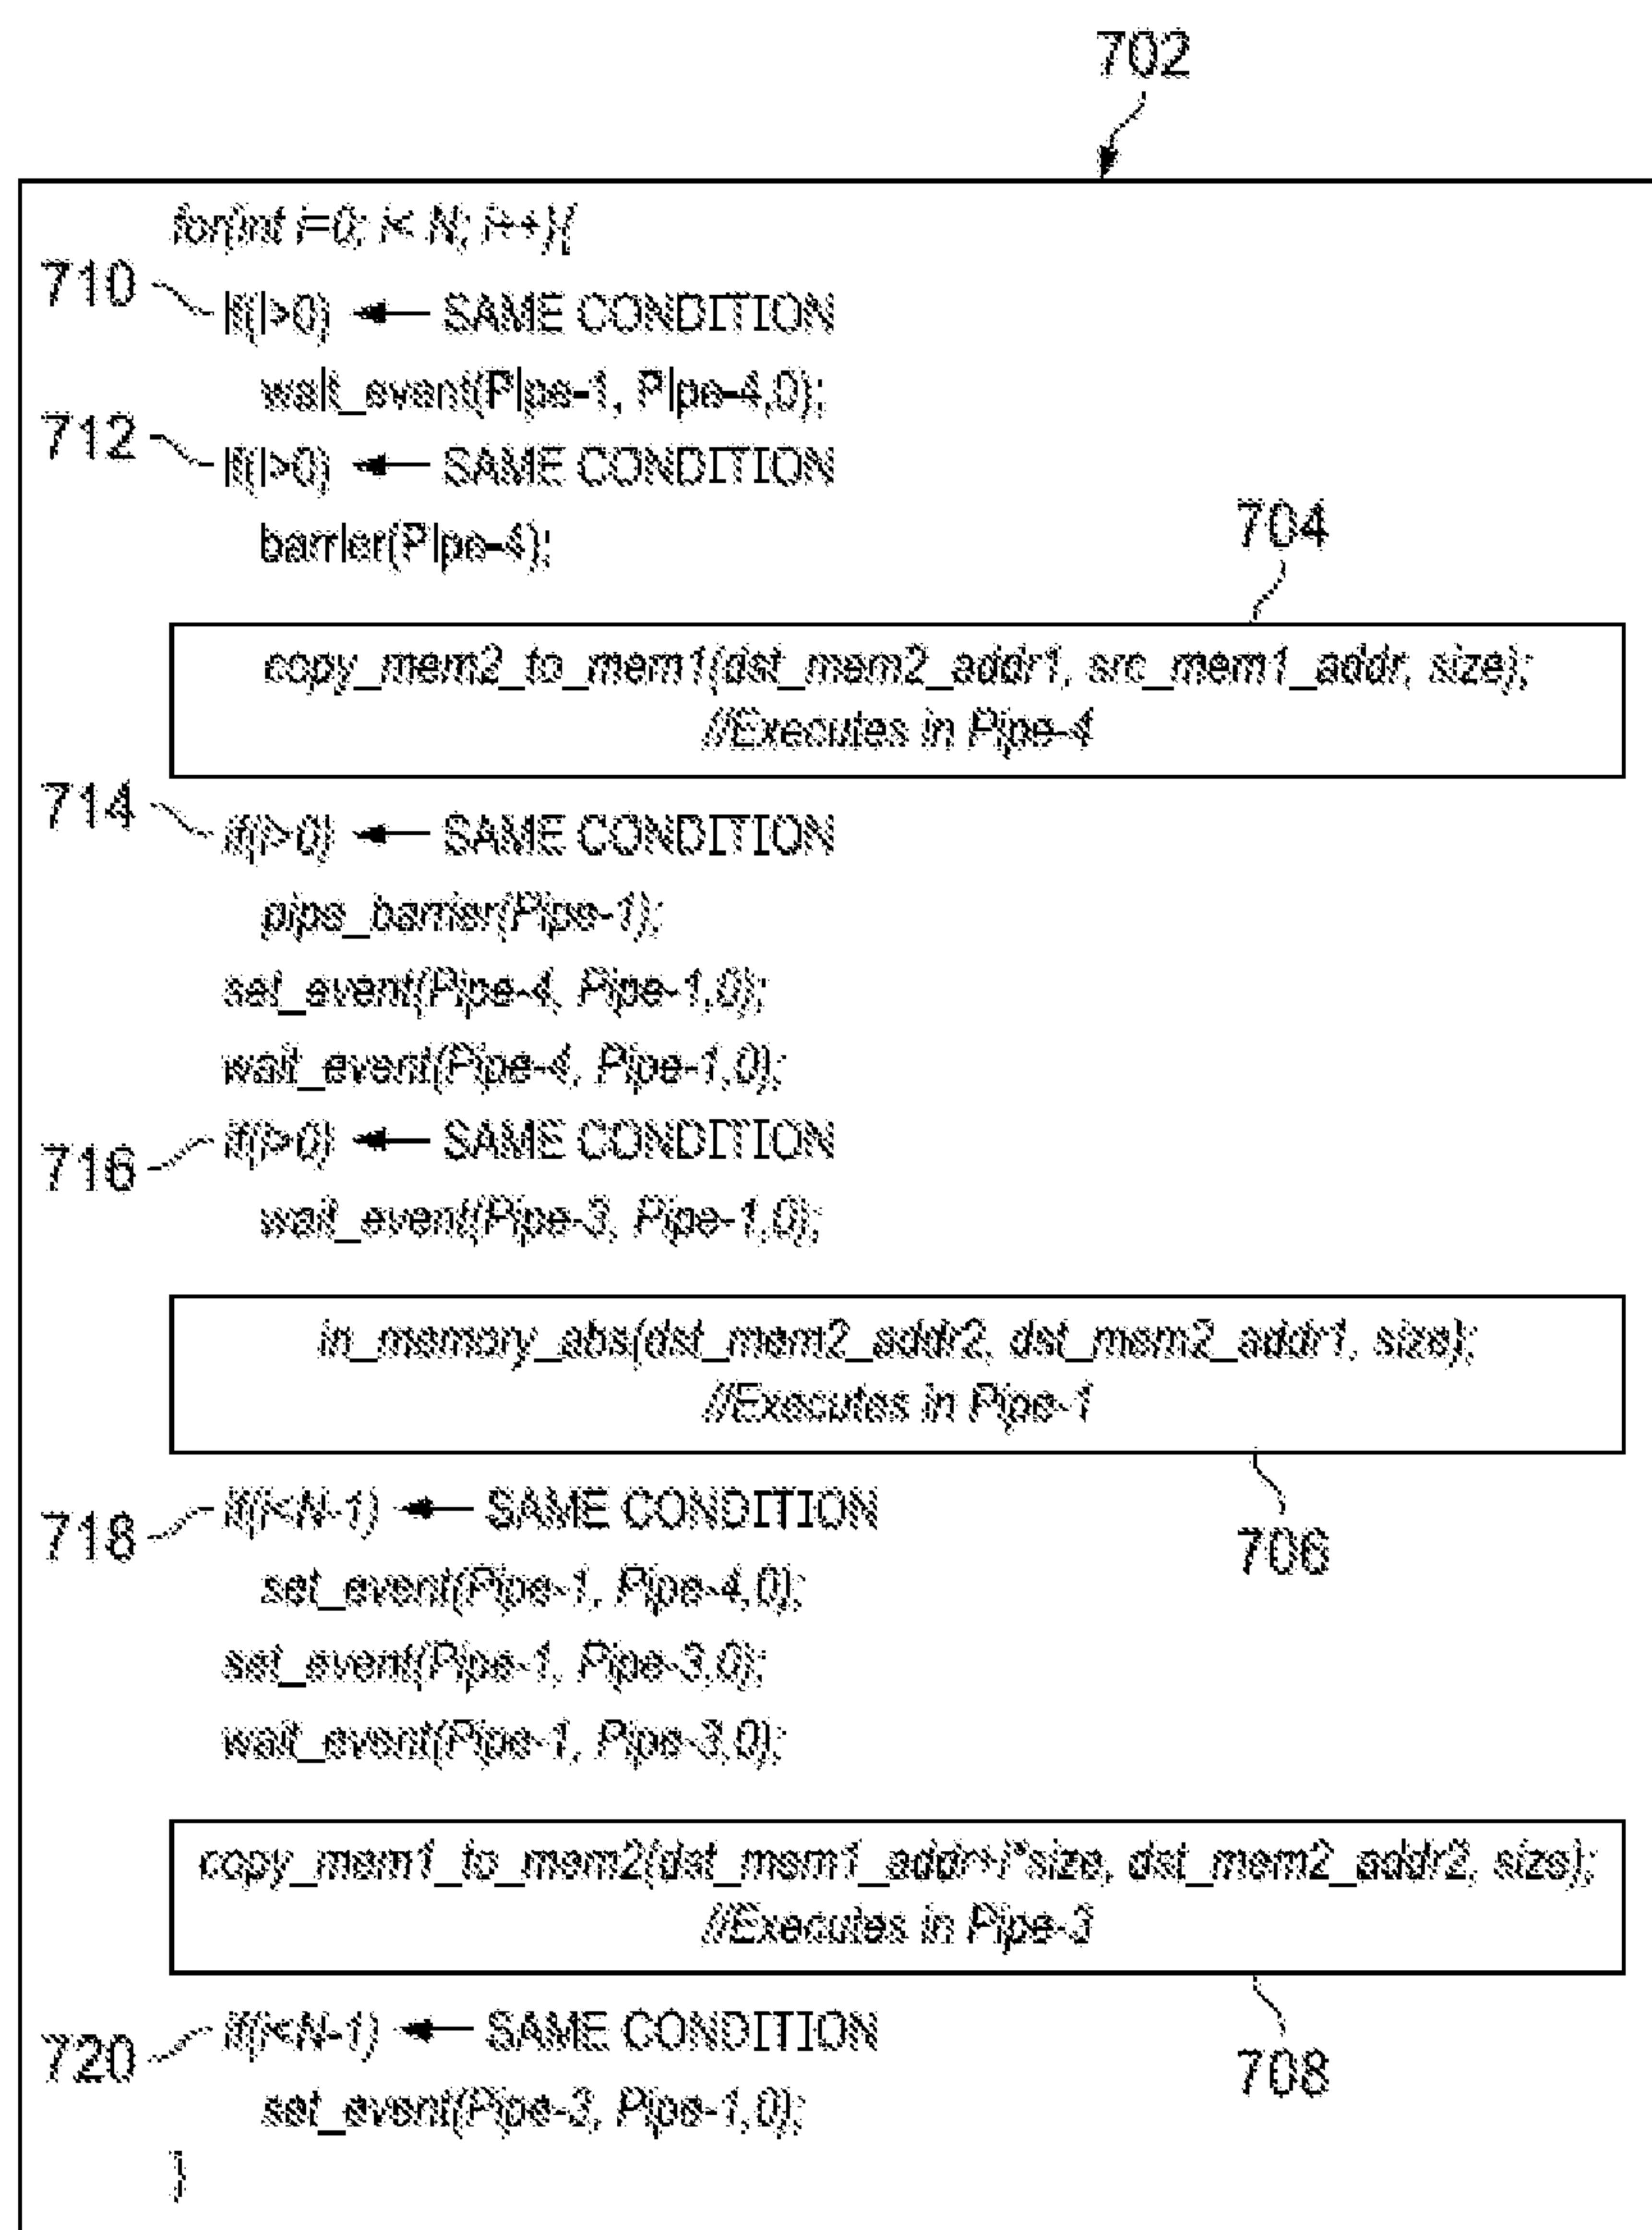 702
for(int i=0; i< N; i++){
710 if(i>0) SAME CONDITION
wait_event(Pipe-1, Pipe-4,0);
712 if(i>0) SAME CONDITION
barrier(Pipe-4);
704
copy_mem2_to_mem1(dst_mem2_addr1, src_mem1_addr, size);
//Executes in Pipe-4
714 if(i>0) SAME CONDITION
pipe_barrier(Pipe-1);
set_event(Pipe-4, Pipe-1,0);
wait_event(Pipe-4, Pipe-1,0);
716 if(i>0) SAME CONDITION
wait_event(Pipe-3, Pipe-1,0);
in_memory_abs(dst_mem2_addr2, dst_mem2_addr1, size);
//Executes in Pipe-1
718 if(i<N-1) SAME CONDITION
706
set_event(Pipe-1, Pipe-4,0);
set_event(Pipe-1, Pipe-3,0);
wait_event(Pipe-1, Pipe-3,0);
copy_mem1_to_mem2(dst_mem1_addr+i*size, dst_mem2_addr2, size);
//Executes in Pipe-3
720 if(i<N-1) SAME CONDITION
708
set_event(Pipe-3, Pipe-1,0);
}